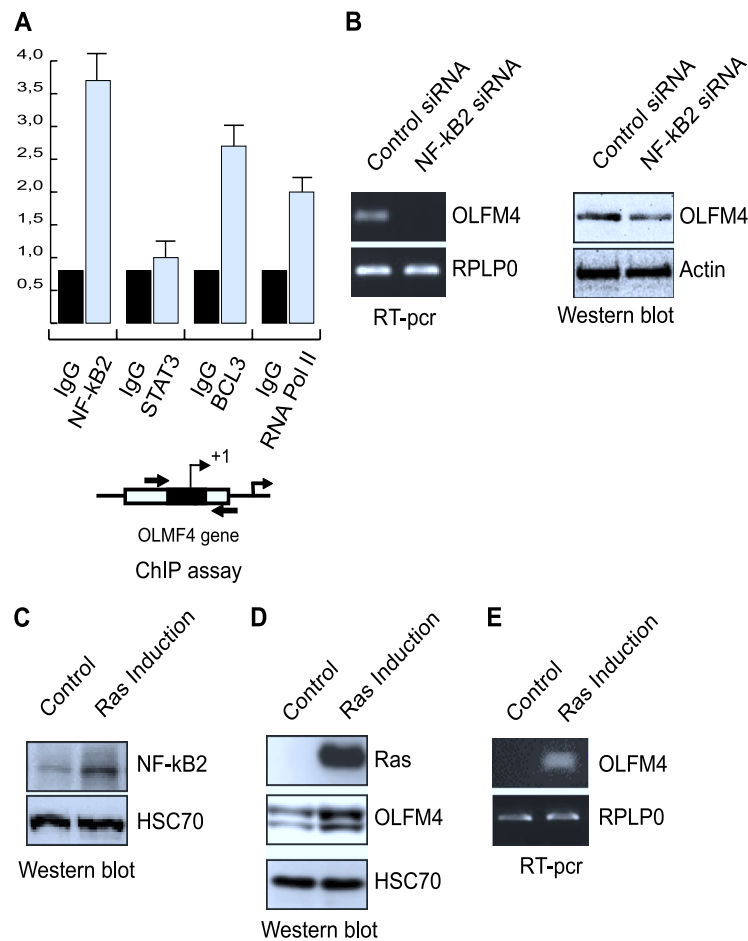 A
4,0
3,5
3,0
2,5
2,0
1,5
1,0
0,5
IgG
NF-kB2
IgG
STAT3
IgG
BCL3
IgG
RNA Pol II
+1
OLMF4 gene
ChIP assay
B
Control siRNA
NF-kB2 siRNA
OLFM4
RPLP0
RT-pcr
Control siRNA
NF-kB2 siRNA
OLFM4
Actin
Western blot
C
Control
Ras Induction
NF-kB2
HSC70
Western blot
D
Control
Ras Induction
Ras
OLFM4
HSC70
Western blot
E
Control
Ras Induction
OLFM4
RPLP0
RT-pcr